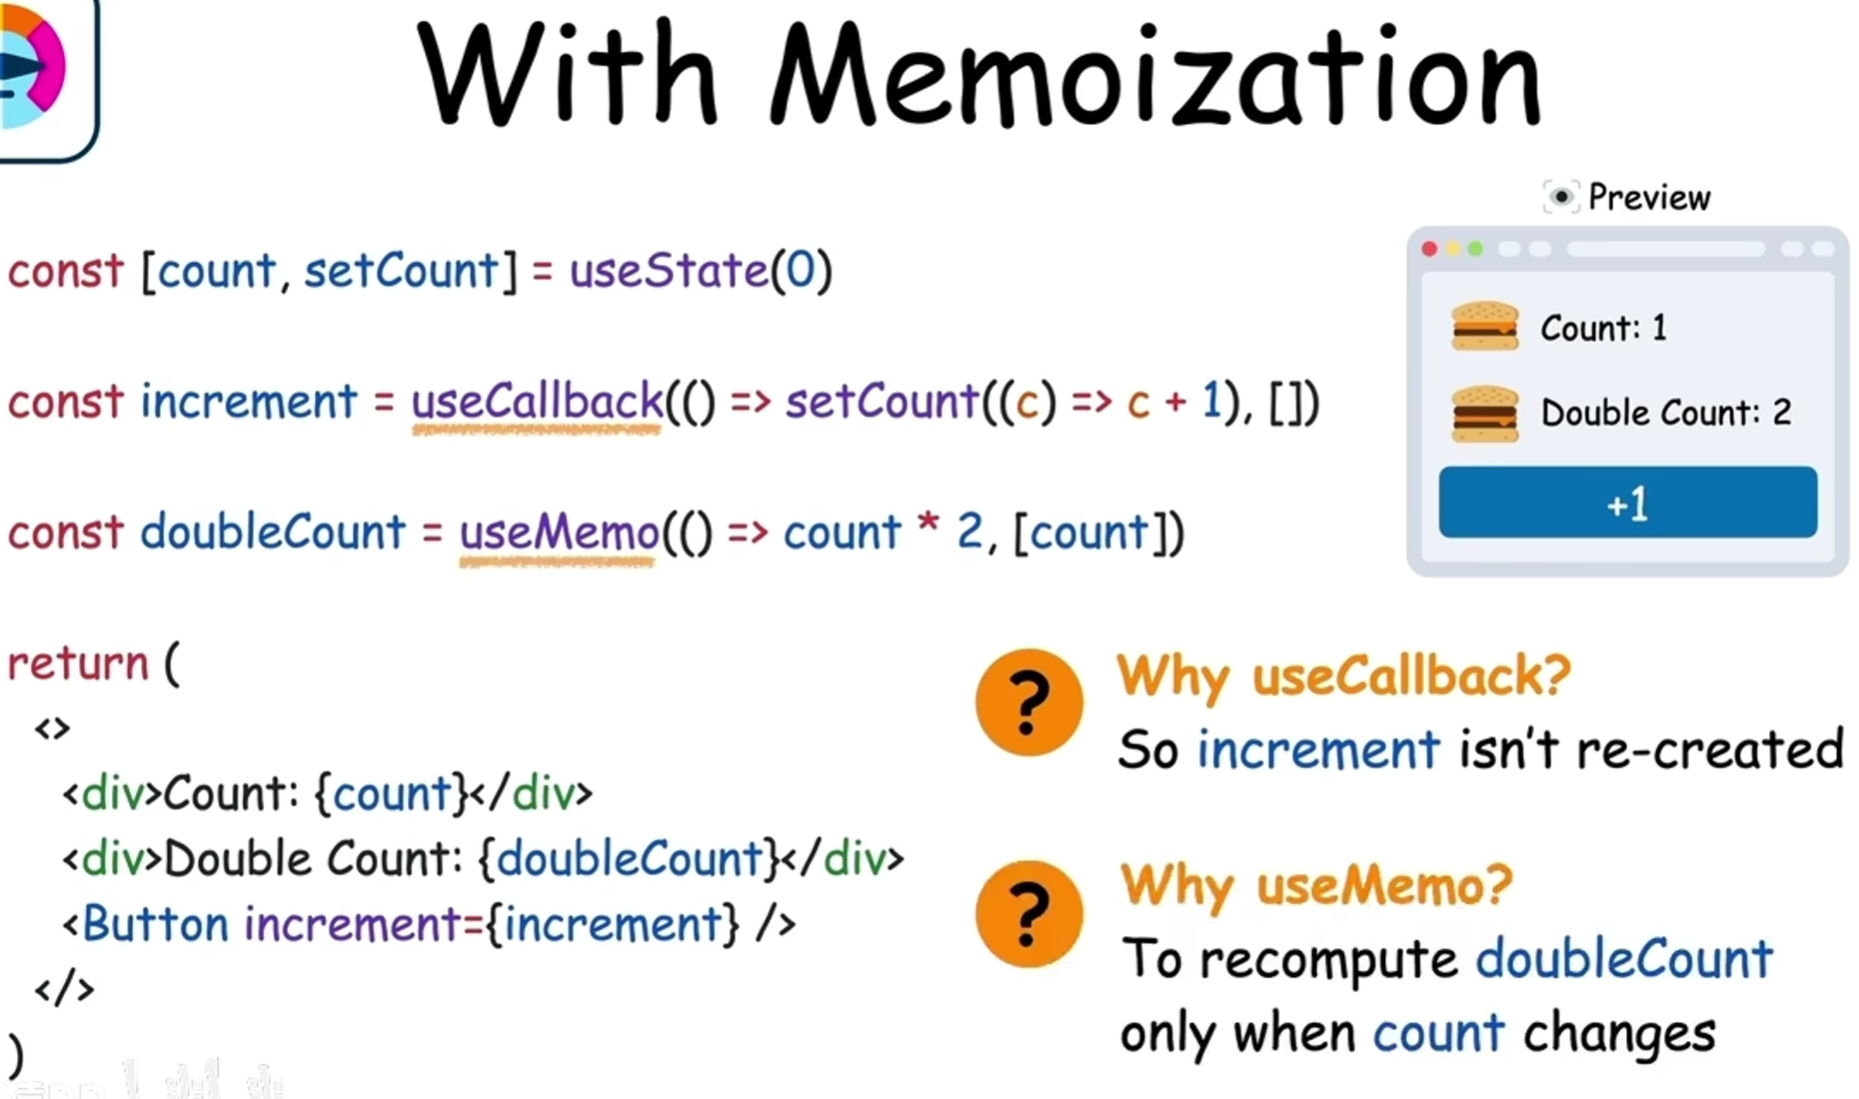 With Memoization
const [count, setCount] = useState(0)
const increment = useCallback(() => setCount((c) => c + 1), [])
const doubleCount = useMemo(() => count * 2, [count])
return (
<>
<div>Count: {count}</div>
<div>Double Count: {doubleCount}</div>
<Button increment={increment} />
</>
)
Preview
Count: 1
Double Count: 2
+1
?
Why useCallback?
So increment isn't re-created
?
Why useMemo?
To recompute doubleCount
only when count changes